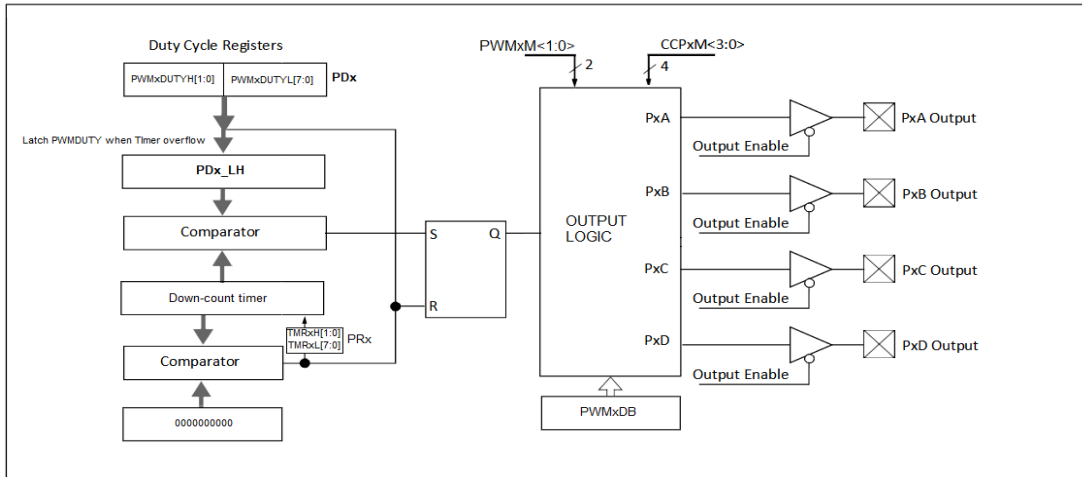 Duty Cycle Registers
PWMxDUTYH[1:0] PWMxDUTYL[7:0] PDx
Latch PWMDUTY when TImer overflow
PDx_LH
Comparator
Down-count timer
TMRxH[1:0]
TMRxL[7:0]
PRx
Comparator
0000000000
S Q
R
PWMxM<1:0> CCPxM<3:0>
2 4
OUTPUT
LOGIC
PWMxDB
PxA
Output Enable
PxA Output
PxB
Output Enable
PxB Output
PxC
Output Enable
PxC Output
PxD
Output Enable
PxD Output